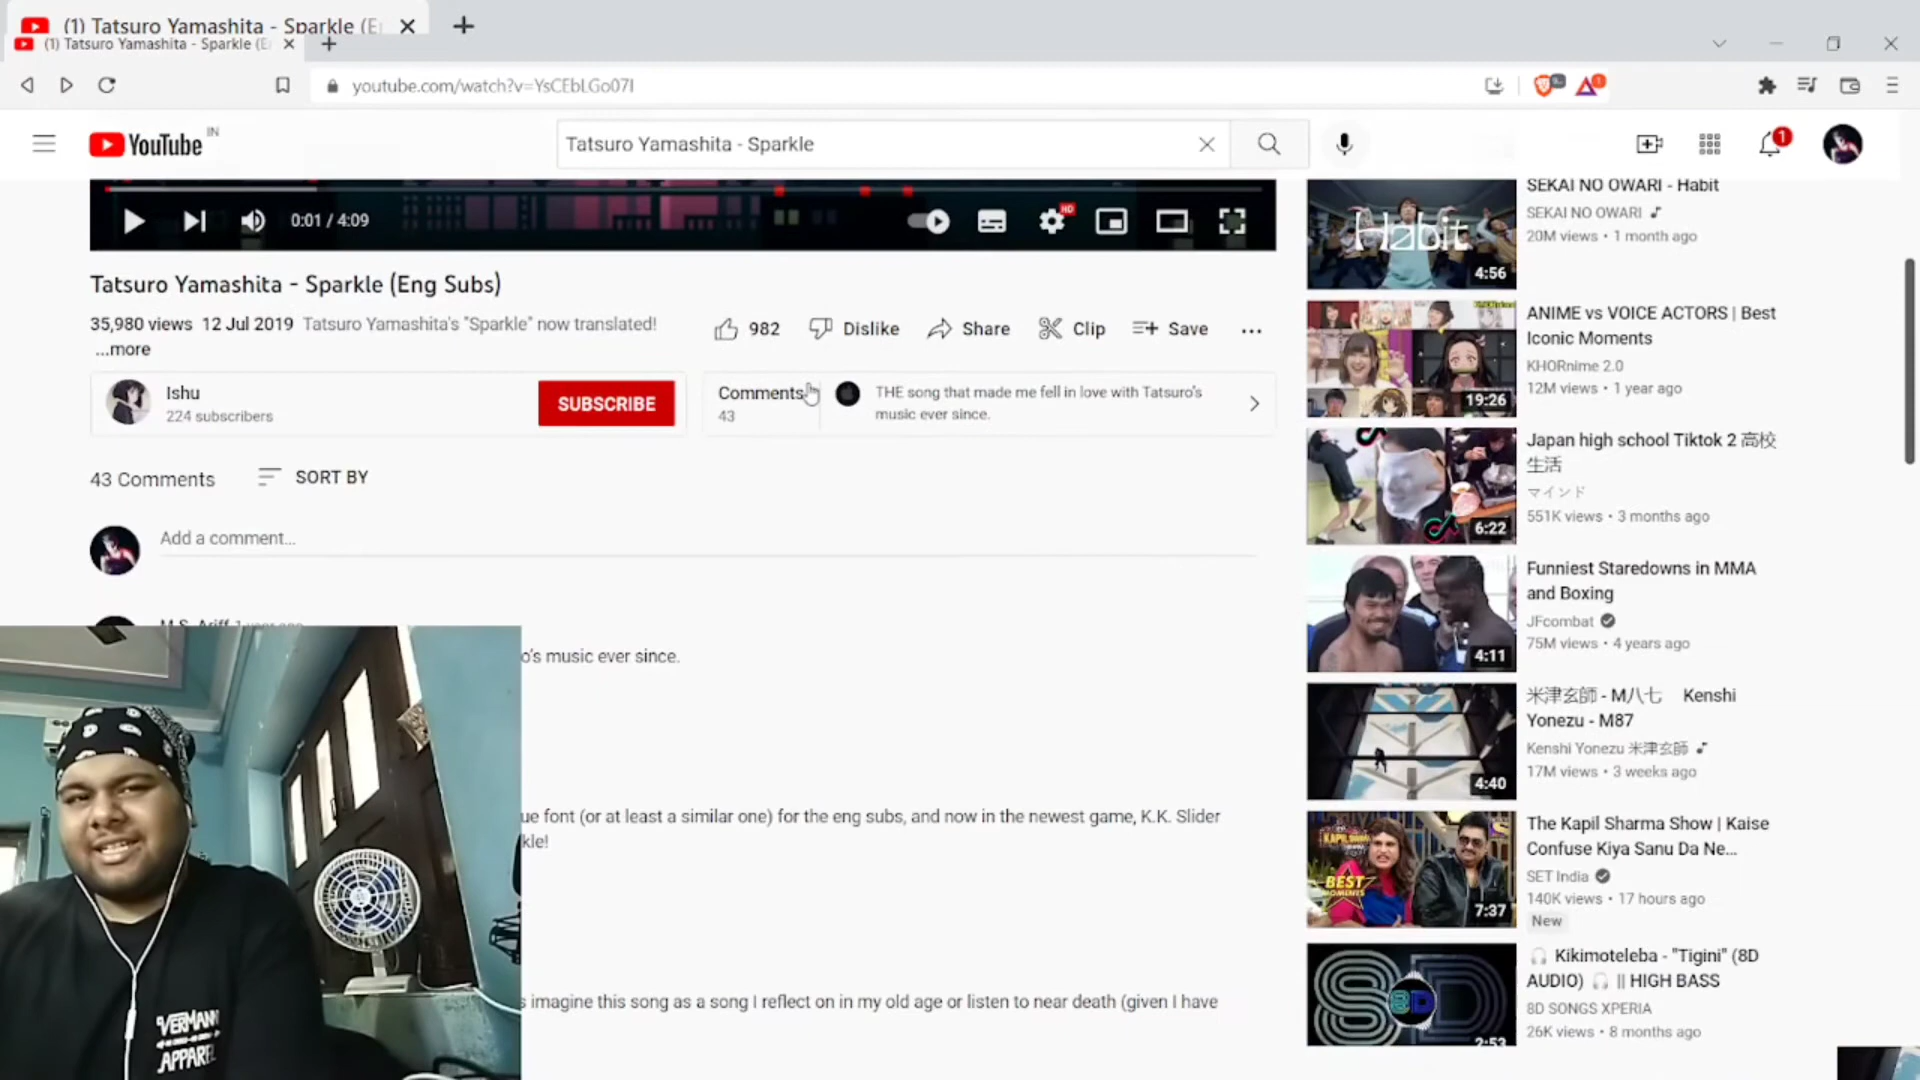 (1) Tatsuro Yamashita - Sparkle (E
(1) Tatsuro Yamashita - Sparkle (E
youtube.com/watch?v=YsCEbLGo07I
YouTube IN
Tatsuro Yamashita - Sparkle
1
0:01 / 4:09
HD
Tatsuro Yamashita - Sparkle (Eng Subs)
35,980 views 12 Jul 2019 Tatsuro Yamashita's "Sparkle" now translated!
...more
982 Dislike Share Clip Save
Ishu
224 subscribers
SUBSCRIBE
Comments
43
THE song that made me fell in love with Tatsuro's
music ever since.
43 Comments SORT BY
Add a comment...
M.S. Ariff 1 year ago
o's music ever since.
ue font (or at least a similar one) for the eng subs, and now in the newest game, K.K. Slider
kle!
s imagine this song as a song I reflect on in my old age or listen to near death (given I have
VERMANN
APPAREL
Habit
4:56
SEKAI NO OWARI - Habit
SEKAI NO OWARI
20M views • 1 month ago
19:26
ANIME vs VOICE ACTORS | Best
Iconic Moments
KHORnime 2.0
12M views • 1 year ago
6:22
Japan high school Tiktok 2 高校
生活
マインド
551K views • 3 months ago
4:11
Funniest Staredowns in MMA
and Boxing
JFcombat
75M views • 4 years ago
4:40
米津玄師 - M八七 Kenshi
Yonezu - M87
Kenshi Yonezu 米津玄師
17M views • 3 weeks ago
BEST
MOMENTS
7:37
The Kapil Sharma Show | Kaise
Confuse Kiya Sanu Da Ne...
SET India
140K views • 17 hours ago
New
8D
2:53
Kikimoteleba - "Tigini" (8D
AUDIO) || HIGH BASS
8D SONGS XPERIA
26K views • 8 months ago